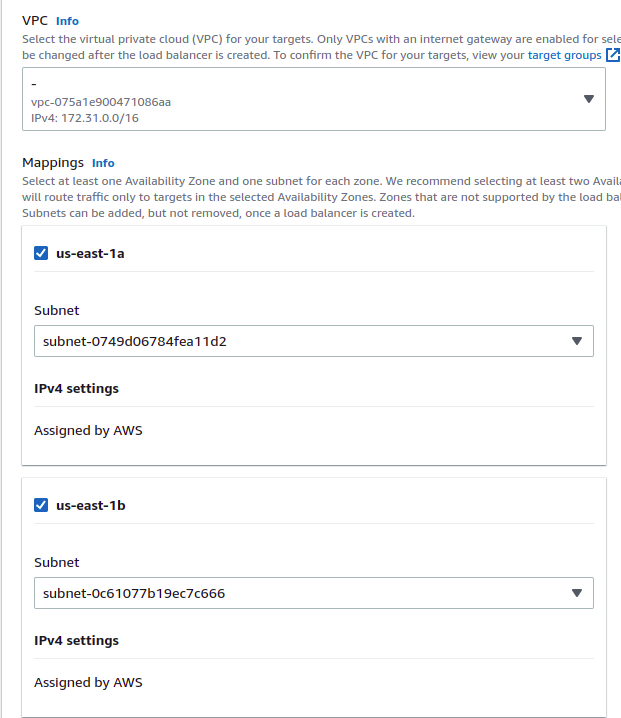 VPC Info
Select the virtual private cloud (VPC) for your targets. Only VPCs with an internet gateway are enabled for
be changed after the load balancer is created. To confirm the VPC for your targets, view your target groups
-
vpc-075a1e900471086aa
IPv4: 172.31.0.0/16
Mappings Info
Select at least one Availability Zone and one subnet for each zone. We recommend selecting at least two
will route traffic only to targets in the selected Availability Zones. Zones that are not supported by the load
Subnets can be added, but not removed, once a load balancer is created.
us-east-1a
Subnet
subnet-0749d06784fea11d2
IPv4 settings
Assigned by AWS
us-east-1b
Subnet
subnet-0c61077b19ec7c666
IPv4 settings
Assigned by AWS